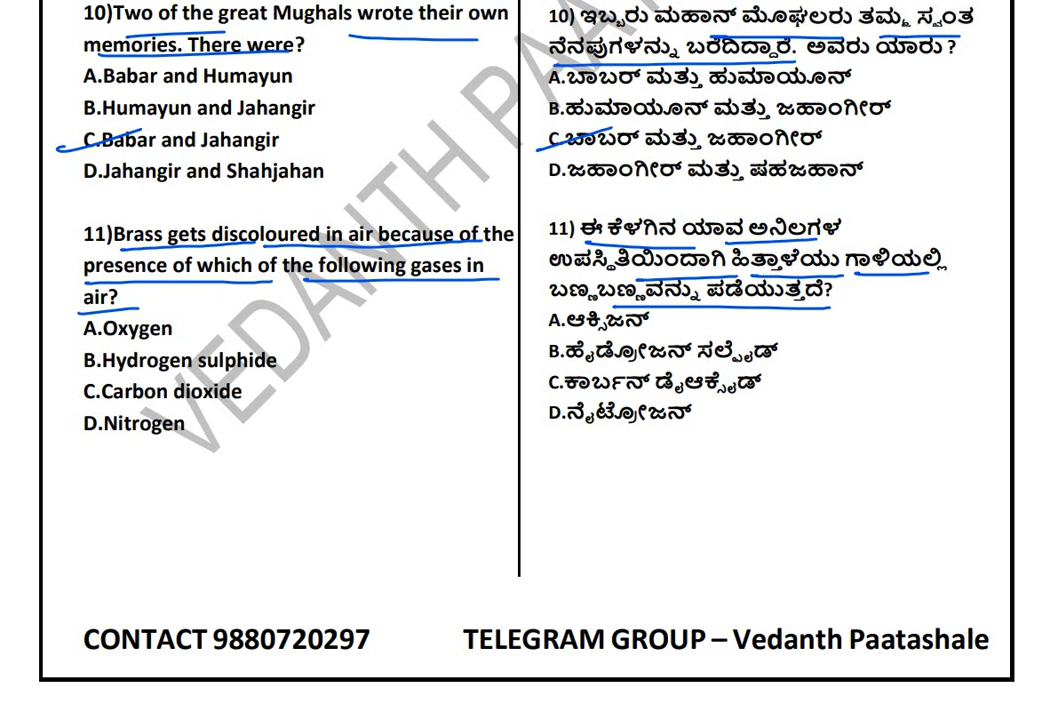 10)Two of the great Mughals wrote their own
memories. There were?
A.Babar and Humayun
B.Humayun and Jahangir
C.Babar and Jahangir
D.Jahangir and Shahjahan
11)Brass gets discoloured in air because of the
presence of which of the following gases in
air?
A.Oxygen
B.Hydrogen sulphide
C.Carbon dioxide
D.Nitrogen
10) ಇಬ್ಬರು ಮಹಾನ್ ಮೊಘಲರು ತಮ್ಮ ಸ್ವಂತ
ನೆನಪುಗಳನ್ನು ಬರೆದಿದ್ದಾರೆ. ಅವರು ಯಾರು ?
A.ಬಾಬರ್ ಮತ್ತು ಹುಮಾಯೂನ್
B.ಹುಮಾಯೂನ್ ಮತ್ತು ಜಹಾಂಗೀರ್
C.ಬಾಬರ್ ಮತ್ತು ಜಹಾಂಗೀರ್
D.ಜಹಾಂಗೀರ್ ಮತ್ತು ಷಹಜಹಾನ್
11) ಈ ಕೆಳಗಿನ ಯಾವ ಅನಿಲಗಳ
ಉಪಸ್ಥಿತಿಯಿಂದಾಗಿ ಹಿತ್ತಾಳೆಯು ಗಾಳಿಯಲ್ಲಿ
ಬಣ್ಣಬಣ್ಣವನ್ನು ಪಡೆಯುತ್ತದೆ?
A.ಆಕ್ಸಿಜನ್
B.ಹೈಡ್ರೋಜನ್ ಸಲ್ಫೈಡ್
C.ಕಾರ್ಬನ್ ಡೈಆಕ್ಸೈಡ್
D.ನೈಟ್ರೋಜನ್
VEDANTH PAA
CONTACT 9880720297
TELEGRAM GROUP – Vedanth Paatashale